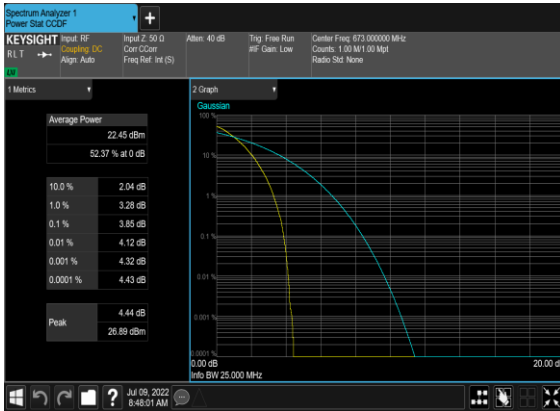 Spectrum Analyzer 1
Power Stat CCDF
+
KEYSIGHT
RLT
Input: RF
Coupling: DC
Align: Auto
Input Z: 50 Ω
Corr CCorr
Freq Ref: Int (S)
Atten: 40 dB
Trig: Free Run
#IF Gain: Low
Center Freq: 673.000000 MHz
Counts: 1.00 M/1.00 Mpt
Radio Std: None
1 Metrics
Average Power
22.45 dBm
52.37 % at 0 dB
10.0 % 2.04 dB
1.0 % 3.28 dB
0.1 % 3.85 dB
0.01 % 4.12 dB
0.001 % 4.32 dB
0.0001 % 4.43 dB
Peak 4.44 dB
26.89 dBm
2 Graph
Gaussian
100 %
10 %
1 %
0.1 %
0.01 %
0.001 %
0.0001 %
0.00 dB
20.00 d
Info BW 25.000 MHz
?
Jul 09, 2022
8:48:01 AM